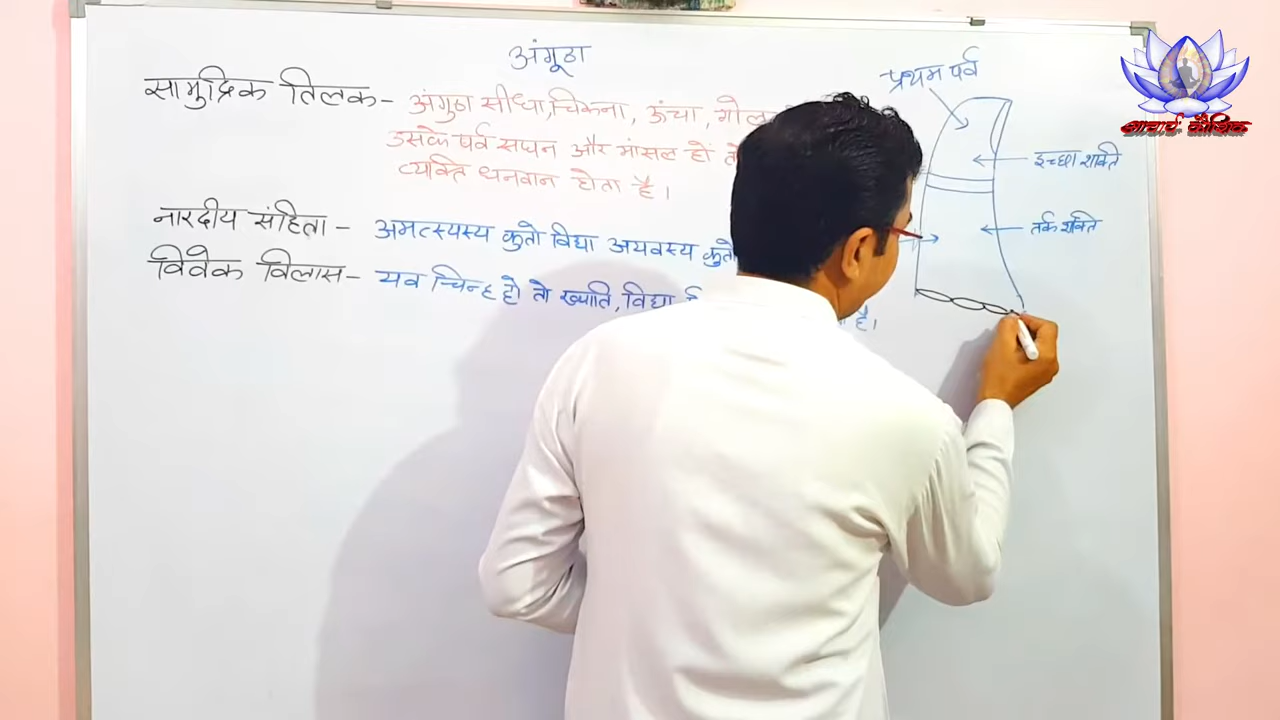 अंगूठा
प्रथम पर्व
सामुद्रिक तिलक - अंगुठा सीधा, चिकना, ऊंचा, गोल
उसके पर्व सघन और मांसल हों तो
व्यक्ति धनवान होता है।
इच्छा शक्ति
नारदीय संहिता - अमत्स्यस्य कुतो विद्या अयवस्य कुतो
तर्क शक्ति
विवेक विलास - यव चिन्ह हो तो ख्याति, विद्या
है।
आचार्य कौशिक